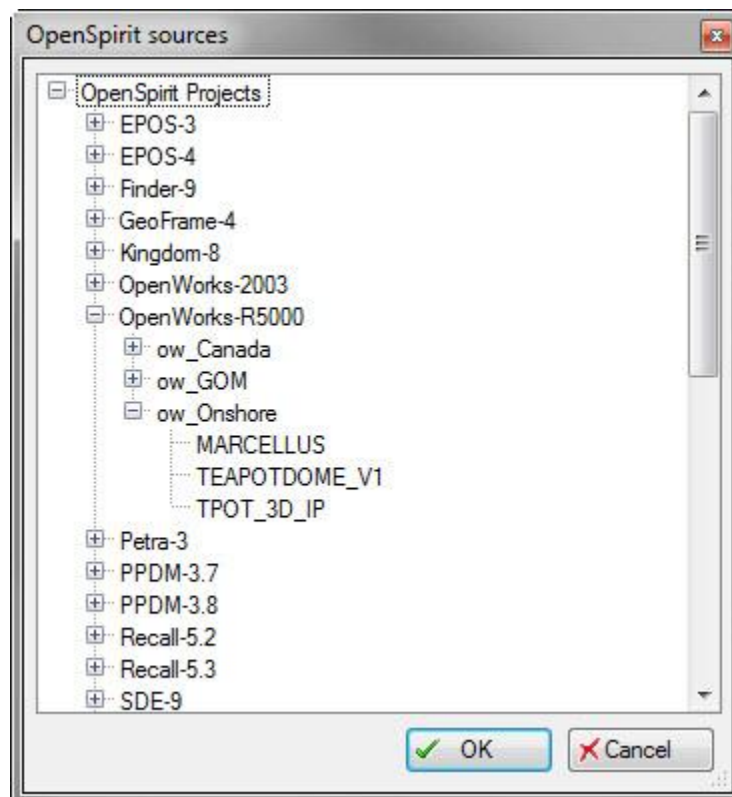 OpenSpirit sources
OpenSpirit Projects
EPOS-3
EPOS-4
Finder-9
GeoFrame-4
Kingdom-8
OpenWorks-2003
OpenWorks-R5000
ow_Canada
ow_GOM
ow_Onshore
MARCELLUS
TEAPOTDOME_V1
TPOT_3D_IP
Petra-3
PPDM-3.7
PPDM-3.8
Recall-5.2
Recall-5.3
SDE-9
OK Cancel